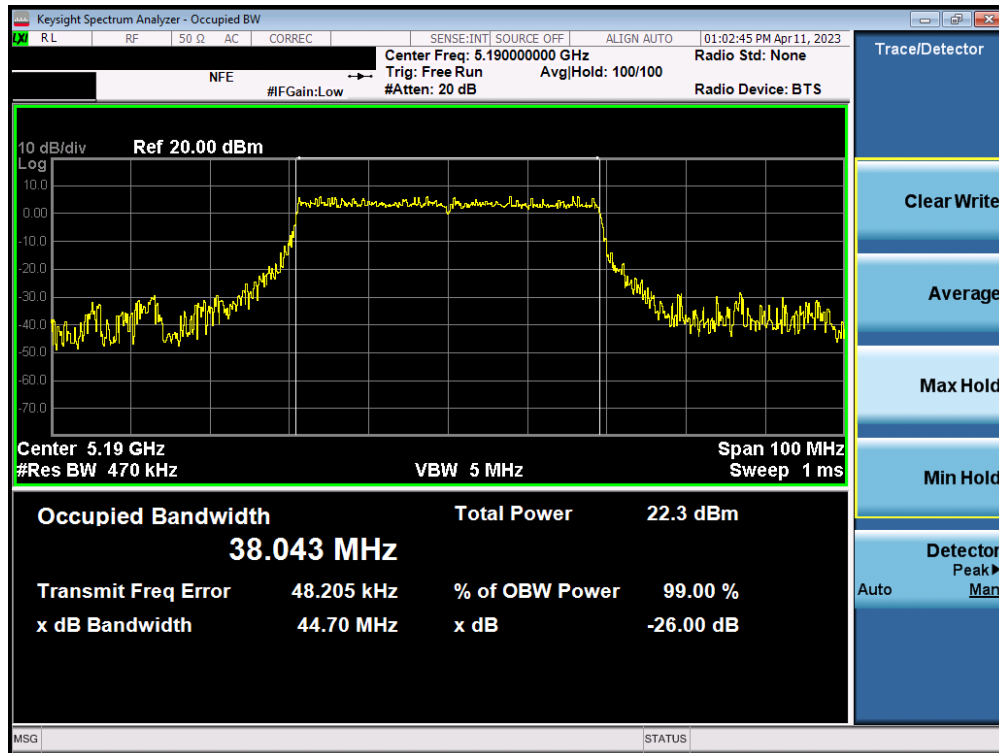 Keysight Spectrum Analyzer - Occupied BW
LXI RL RF 50 Ω AC CORREC SENSE:INT SOURCE OFF ALIGN AUTO 01:02:45 PM Apr 11, 2023
Center Freq: 5.190000000 GHz Radio Std: None
NFE Trig: Free Run Avg|Hold: 100/100
#IFGain:Low #Atten: 20 dB Radio Device: BTS
10 dB/div Ref 20.00 dBm
Log
10.0
0.00
-10.0
-20.0
-30.0
-40.0
-50.0
-60.0
-70.0
Center 5.19 GHz Span 100 MHz
#Res BW 470 kHz VBW 5 MHz Sweep 1 ms
Occupied Bandwidth Total Power 22.3 dBm
38.043 MHz
Transmit Freq Error 48.205 kHz % of OBW Power 99.00 %
x dB Bandwidth 44.70 MHz x dB -26.00 dB
MSG STATUS
Trace/Detector
Clear Write
Average
Max Hold
Min Hold
Detector
Peak▶
Auto Man